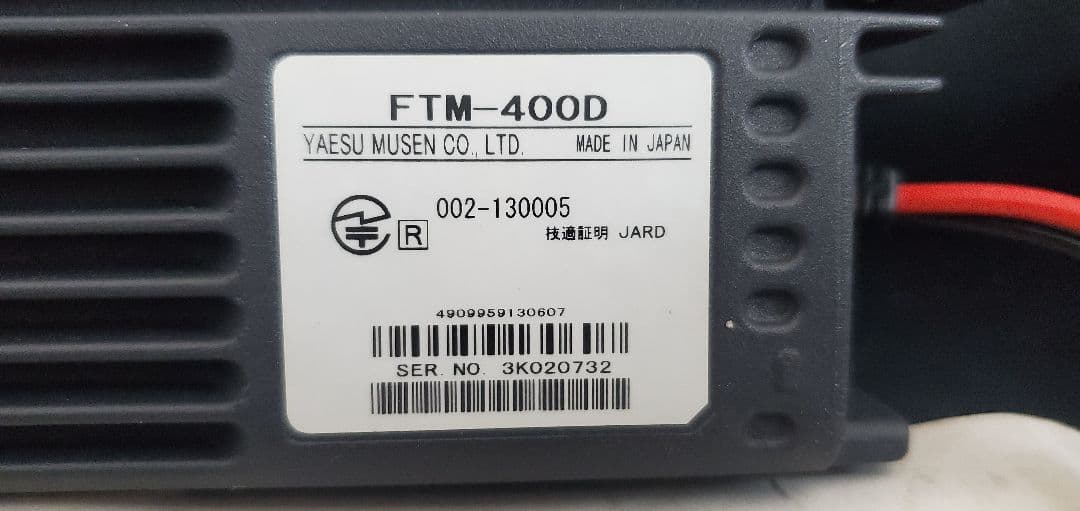 FTM-400D
YAESU MUSEN CO., LTD. MADE IN JAPAN
R 002-130005
技適証明 JARD
4909959130607
SER. NO. 3K020732